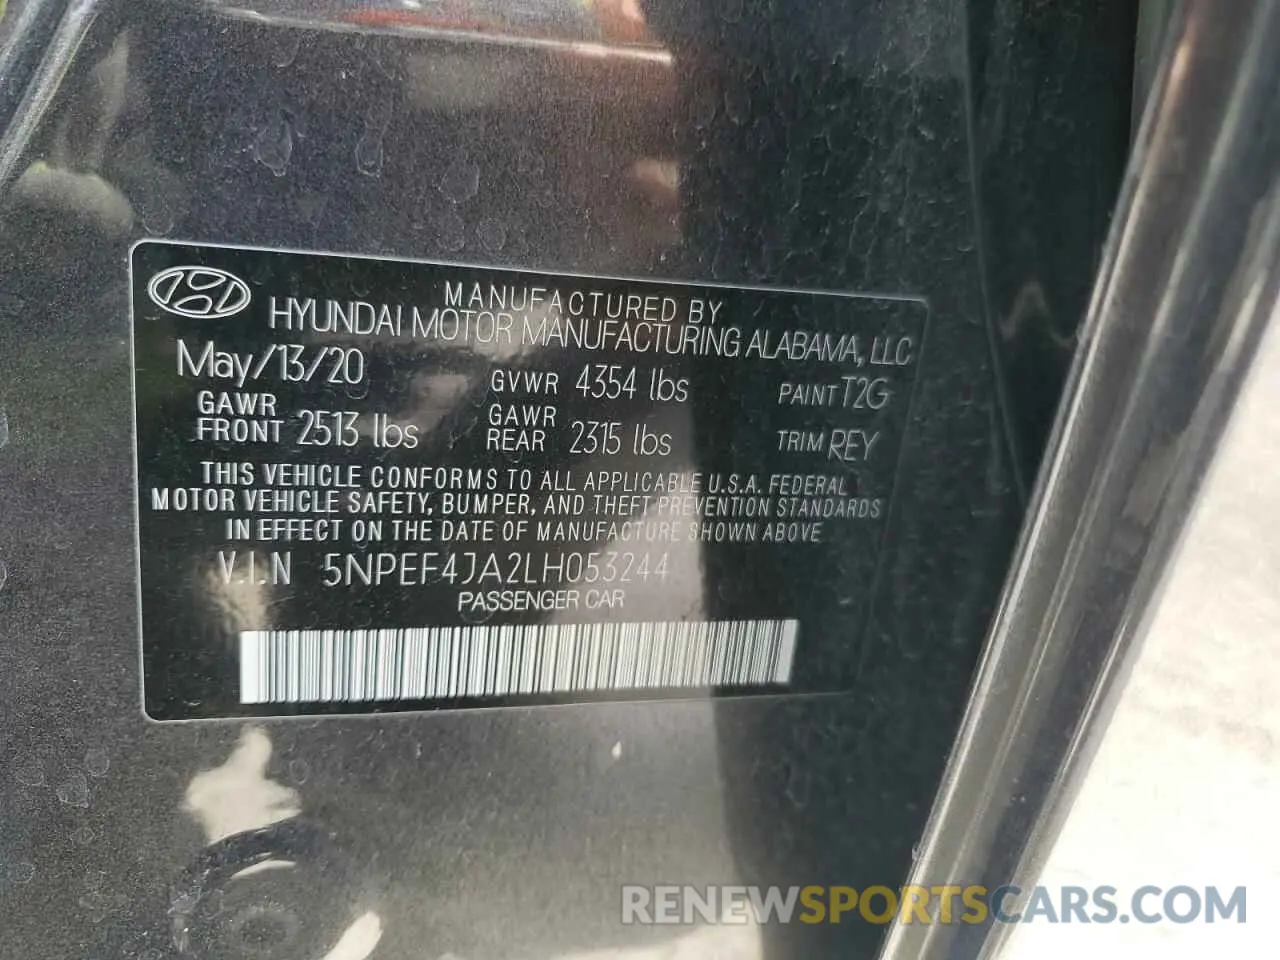 MANUFACTURED BY
HYUNDAI MOTOR MANUFACTURING ALABAMA, LLC
May/13/20 GVWR 4354 lbs PAINT T2G
GAWR FRONT 2513 lbs GAWR REAR 2315 lbs TRIM REY
THIS VEHICLE CONFORMS TO ALL APPLICABLE U.S.A. FEDERAL
MOTOR VEHICLE SAFETY, BUMPER, AND THEFT PREVENTION STANDARDS
IN EFFECT ON THE DATE OF MANUFACTURE SHOWN ABOVE
V.I.N 5NPEF4JA2LH053244
PASSENGER CAR
RENEWSPORTSCARS.COM